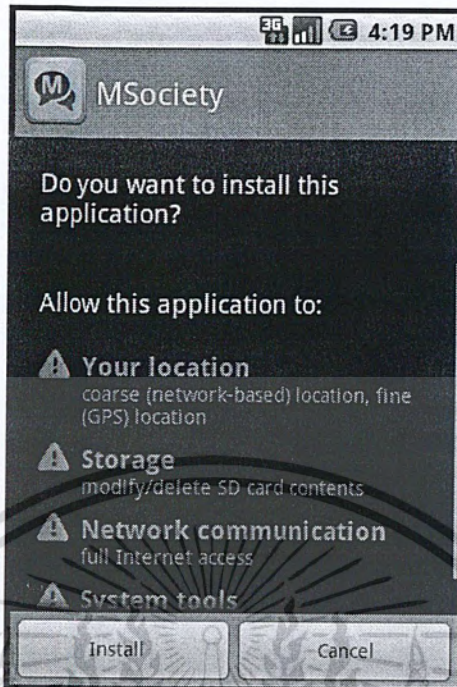 3G 4:19 PM
M MSociety
Do you want to install this
application?
Allow this application to:
Your location
coarse (network-based) location, fine
(GPS) location
Storage
modify/delete SD card contents
Network communication
full Internet access
System tools
Install Cancel